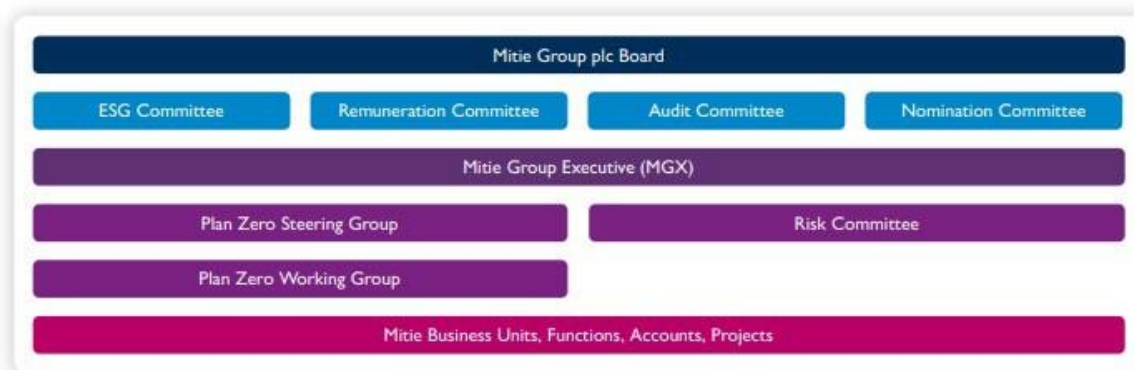 Mitie Group plc Board
ESG Committee
Remuneration Committee
Audit Committee
Nomination Committee
Mitie Group Executive (MGX)
Plan Zero Steering Group
Risk Committee
Plan Zero Working Group
Mitie Business Units, Functions, Accounts, Projects